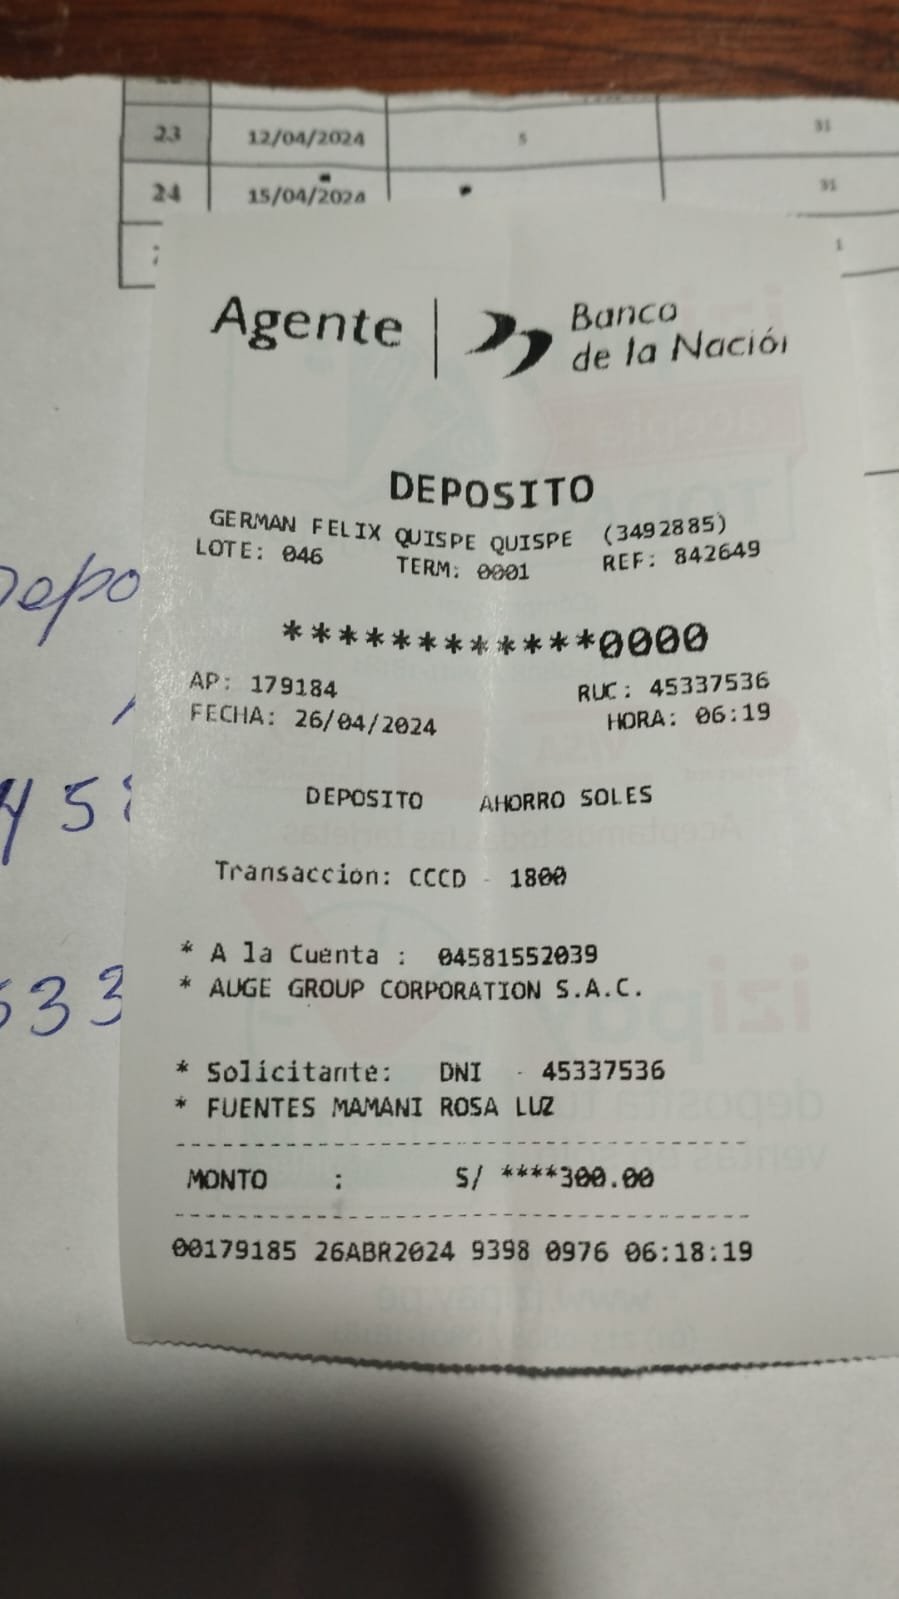 23 12/04/2024 5 31
24 15/04/2024 31
1
Agente | Banco
de la Nación
DEPOSITO
GERMAN FELIX QUISPE QUISPE (3492885)
LOTE: 046 TERM: 0001 REF: 842649
************0000
AP: 179184 RUC: 45337536
FECHA: 26/04/2024 HORA: 06:19
DEPOSITO AHORRO SOLES
Transaccion: CCCD - 1800
* A la Cuenta : 04581552039
* AUGE GROUP CORPORATION S.A.C.
* Solicitante: DNI - 45337536
* FUENTES MAMANI ROSA LUZ
MONTO : S/ ****300.00
00179185 26ABR2024 9398 0976 06:18:19
Depo
45
533